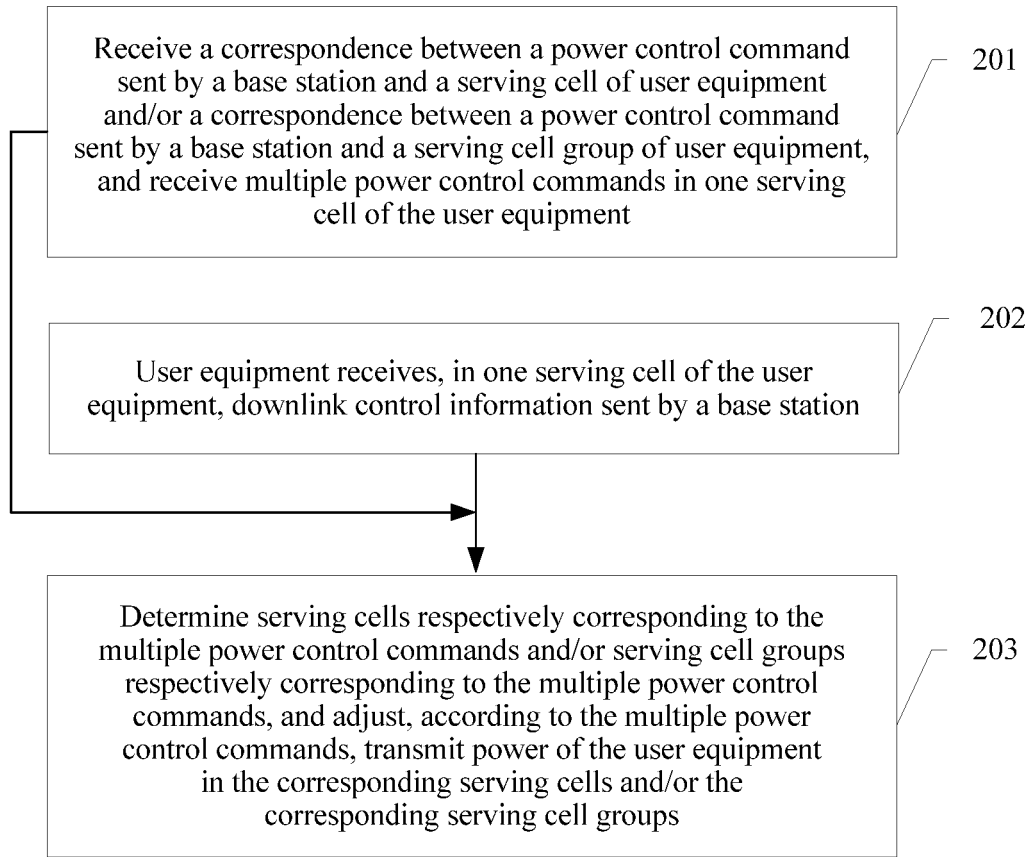 Receive a correspondence between a power control command
sent by a base station and a serving cell of user equipment
and/or a correspondence between a power control command
sent by a base station and a serving cell group of user equipment,
and receive multiple power control commands in one serving
cell of the user equipment
201
User equipment receives, in one serving cell of the user
equipment, downlink control information sent by a base station
202
Determine serving cells respectively corresponding to the
multiple power control commands and/or serving cell groups
respectively corresponding to the multiple power control
commands, and adjust, according to the multiple power
control commands, transmit power of the user equipment
in the corresponding serving cells and/or the
corresponding serving cell groups
203